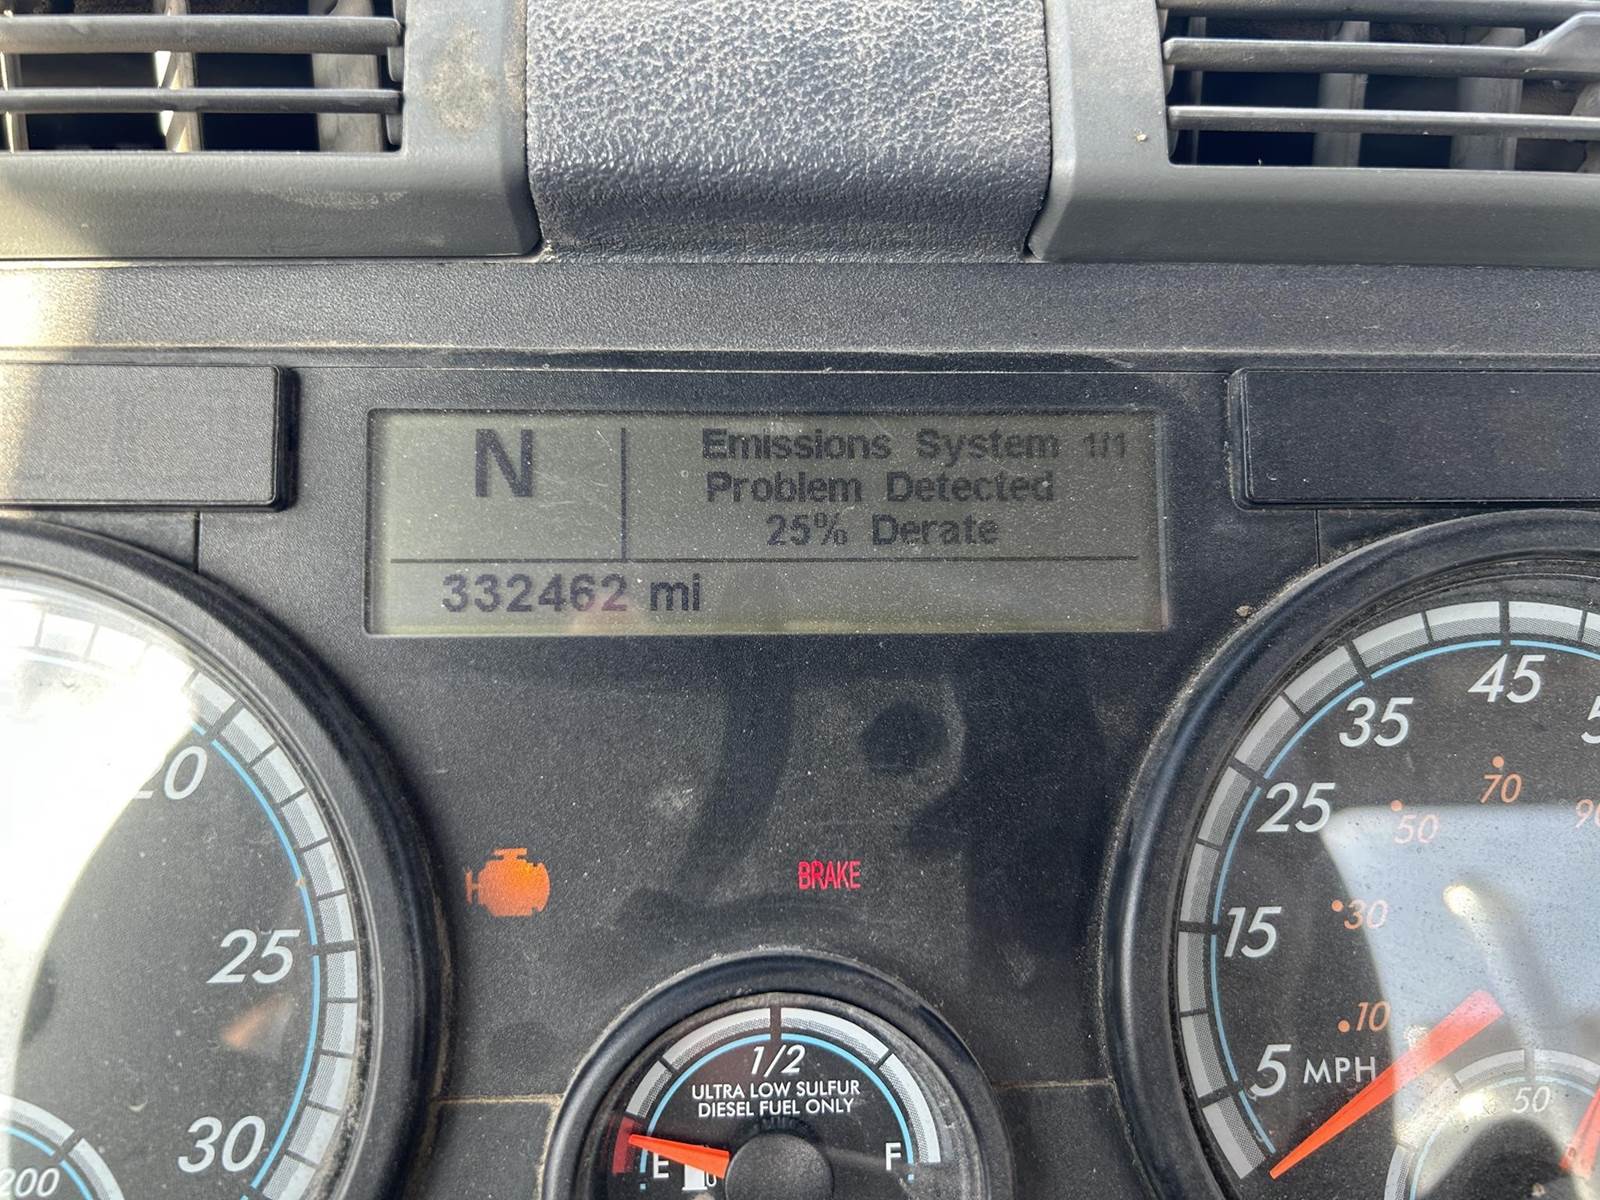 N
Emissions System 1/1
Problem Detected
25% Derate
332462 mi
20
25
30
200
BRAKE
1/2
ULTRA LOW SULFUR
DIESEL FUEL ONLY
E
F
45
35
25
15
5 MPH
70
50
30
10
50